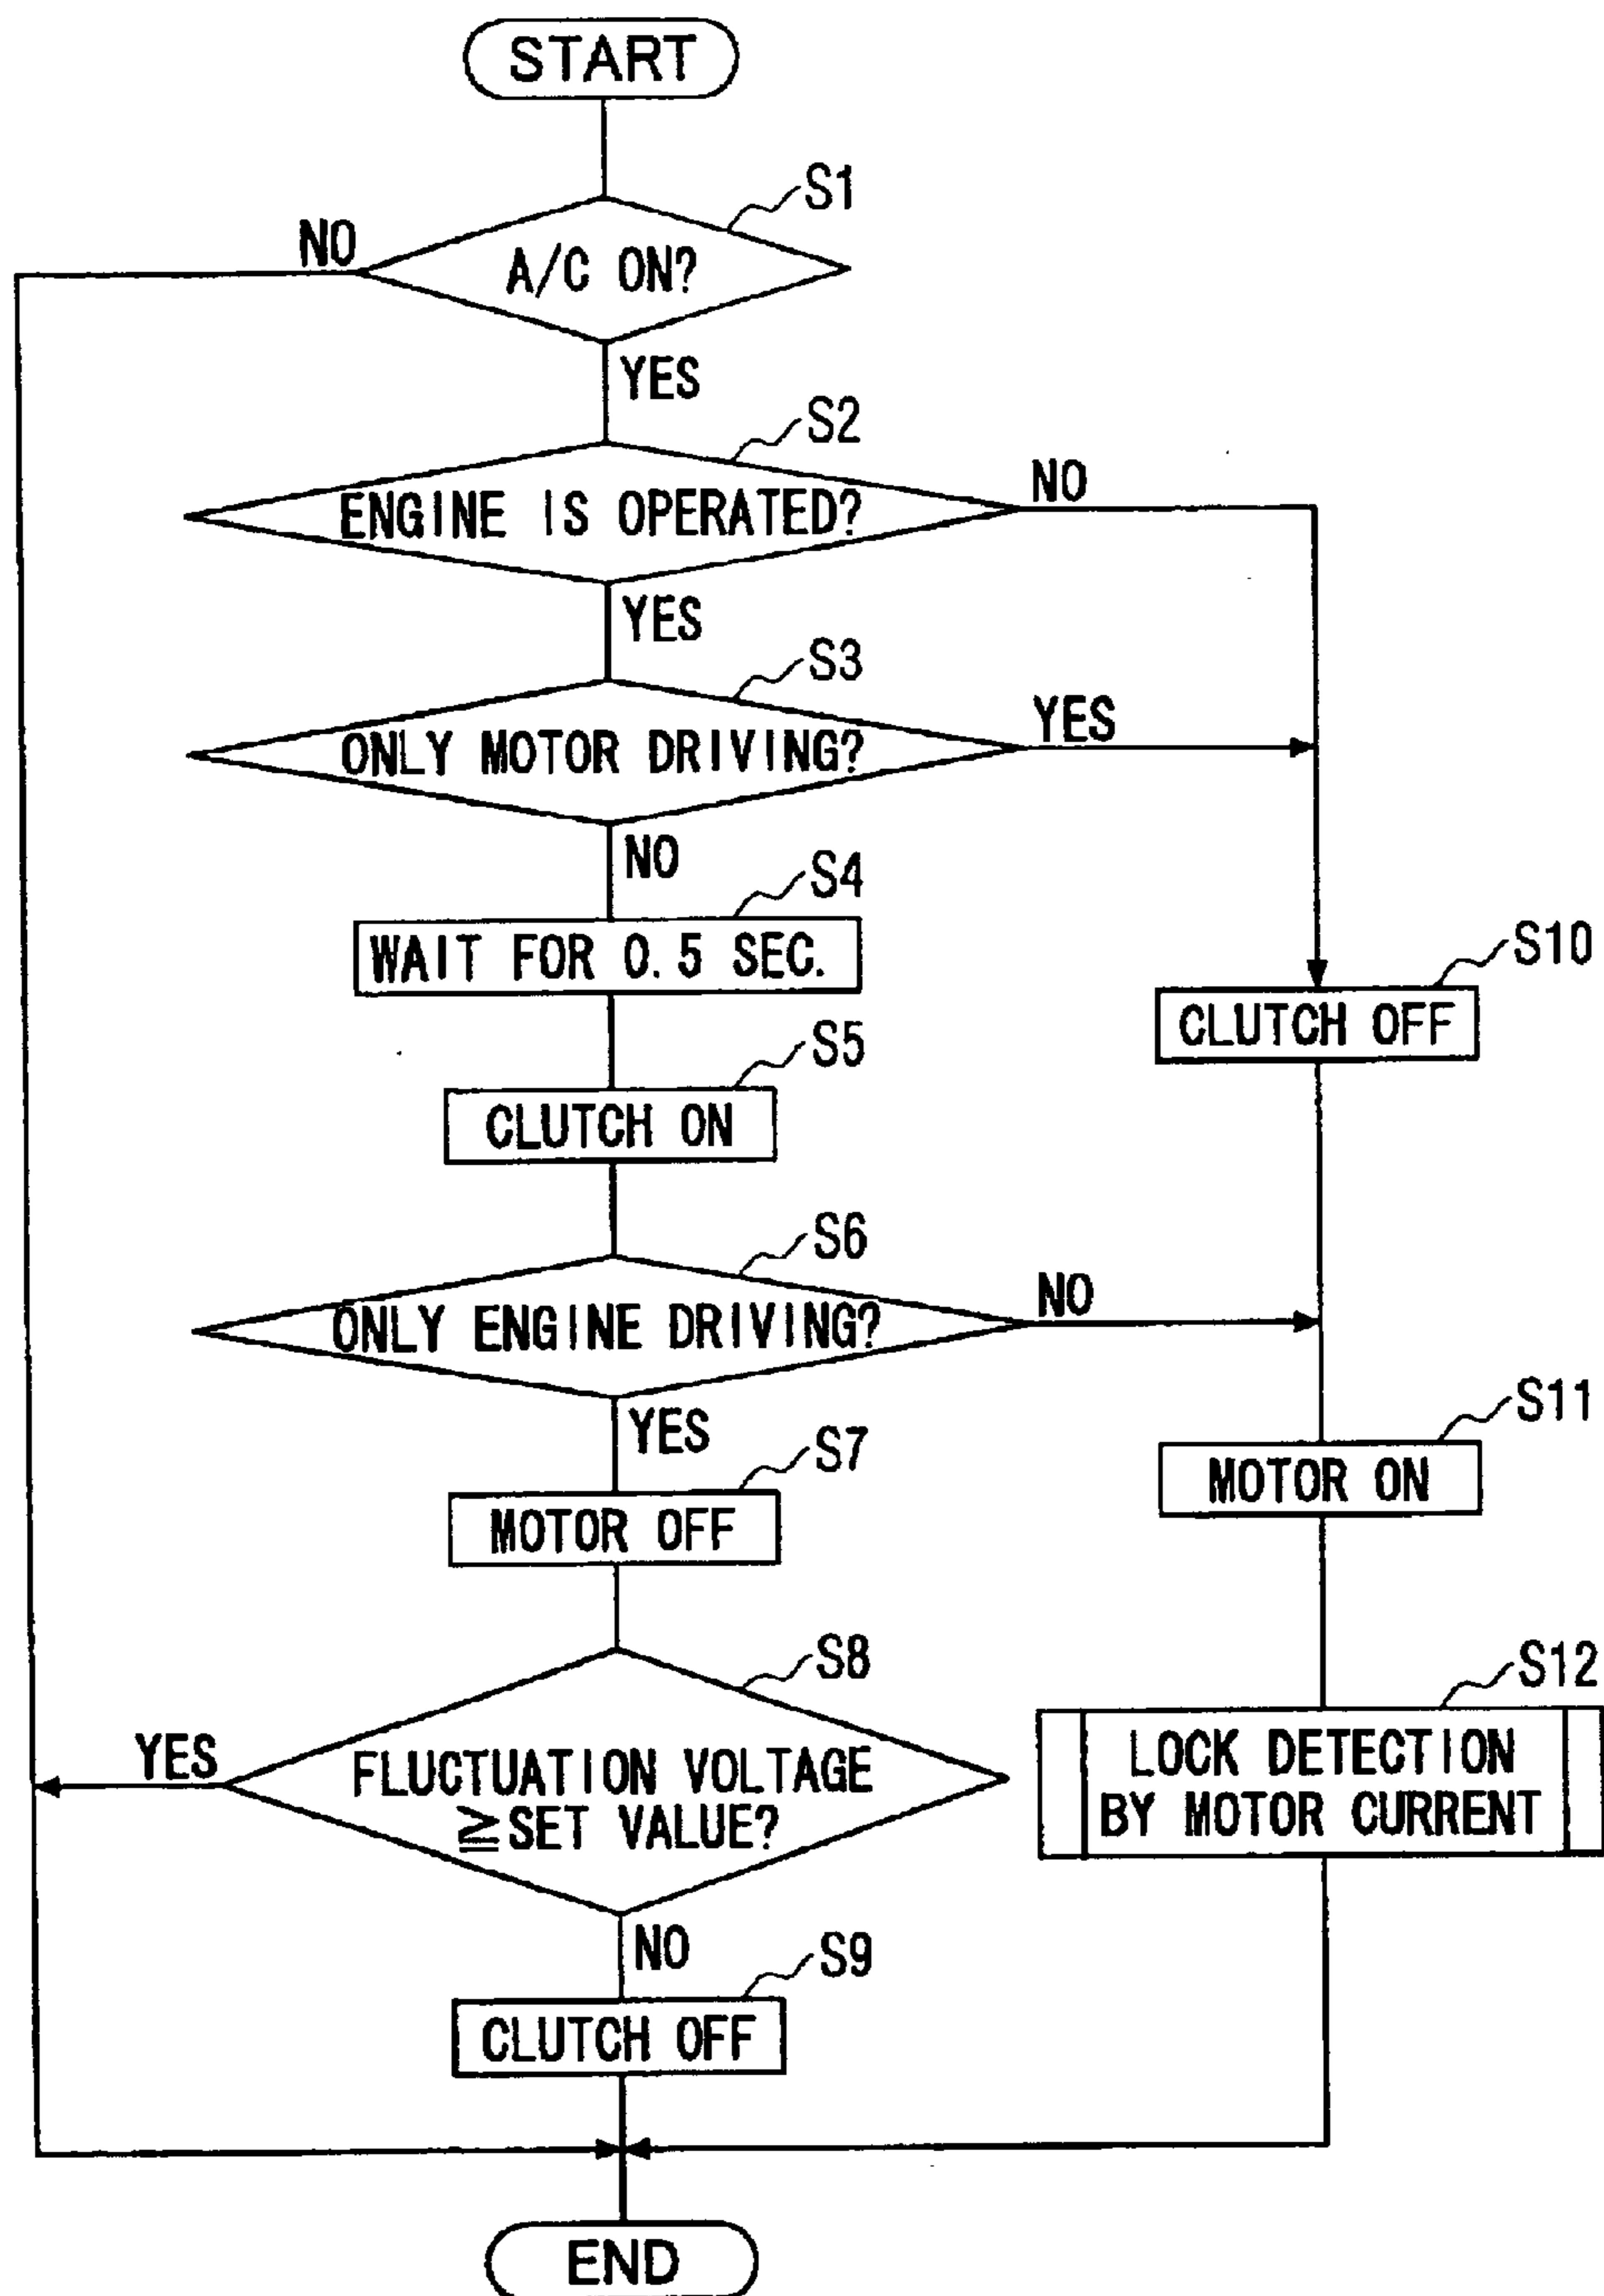 START
S1
NO
A/C ON?
YES
S2
NO
ENGINE IS OPERATED?
YES
S3
YES
ONLY MOTOR DRIVING?
NO
S4
WAIT FOR 0.5 SEC.
S10
CLUTCH OFF
S5
CLUTCH ON
S6
NO
ONLY ENGINE DRIVING?
YES
S11
MOTOR ON
S7
MOTOR OFF
S8
YES
FLUCTUATION VOLTAGE
≧SET VALUE?
S12
LOCK DETECTION
BY MOTOR CURRENT
NO
S9
CLUTCH OFF
END